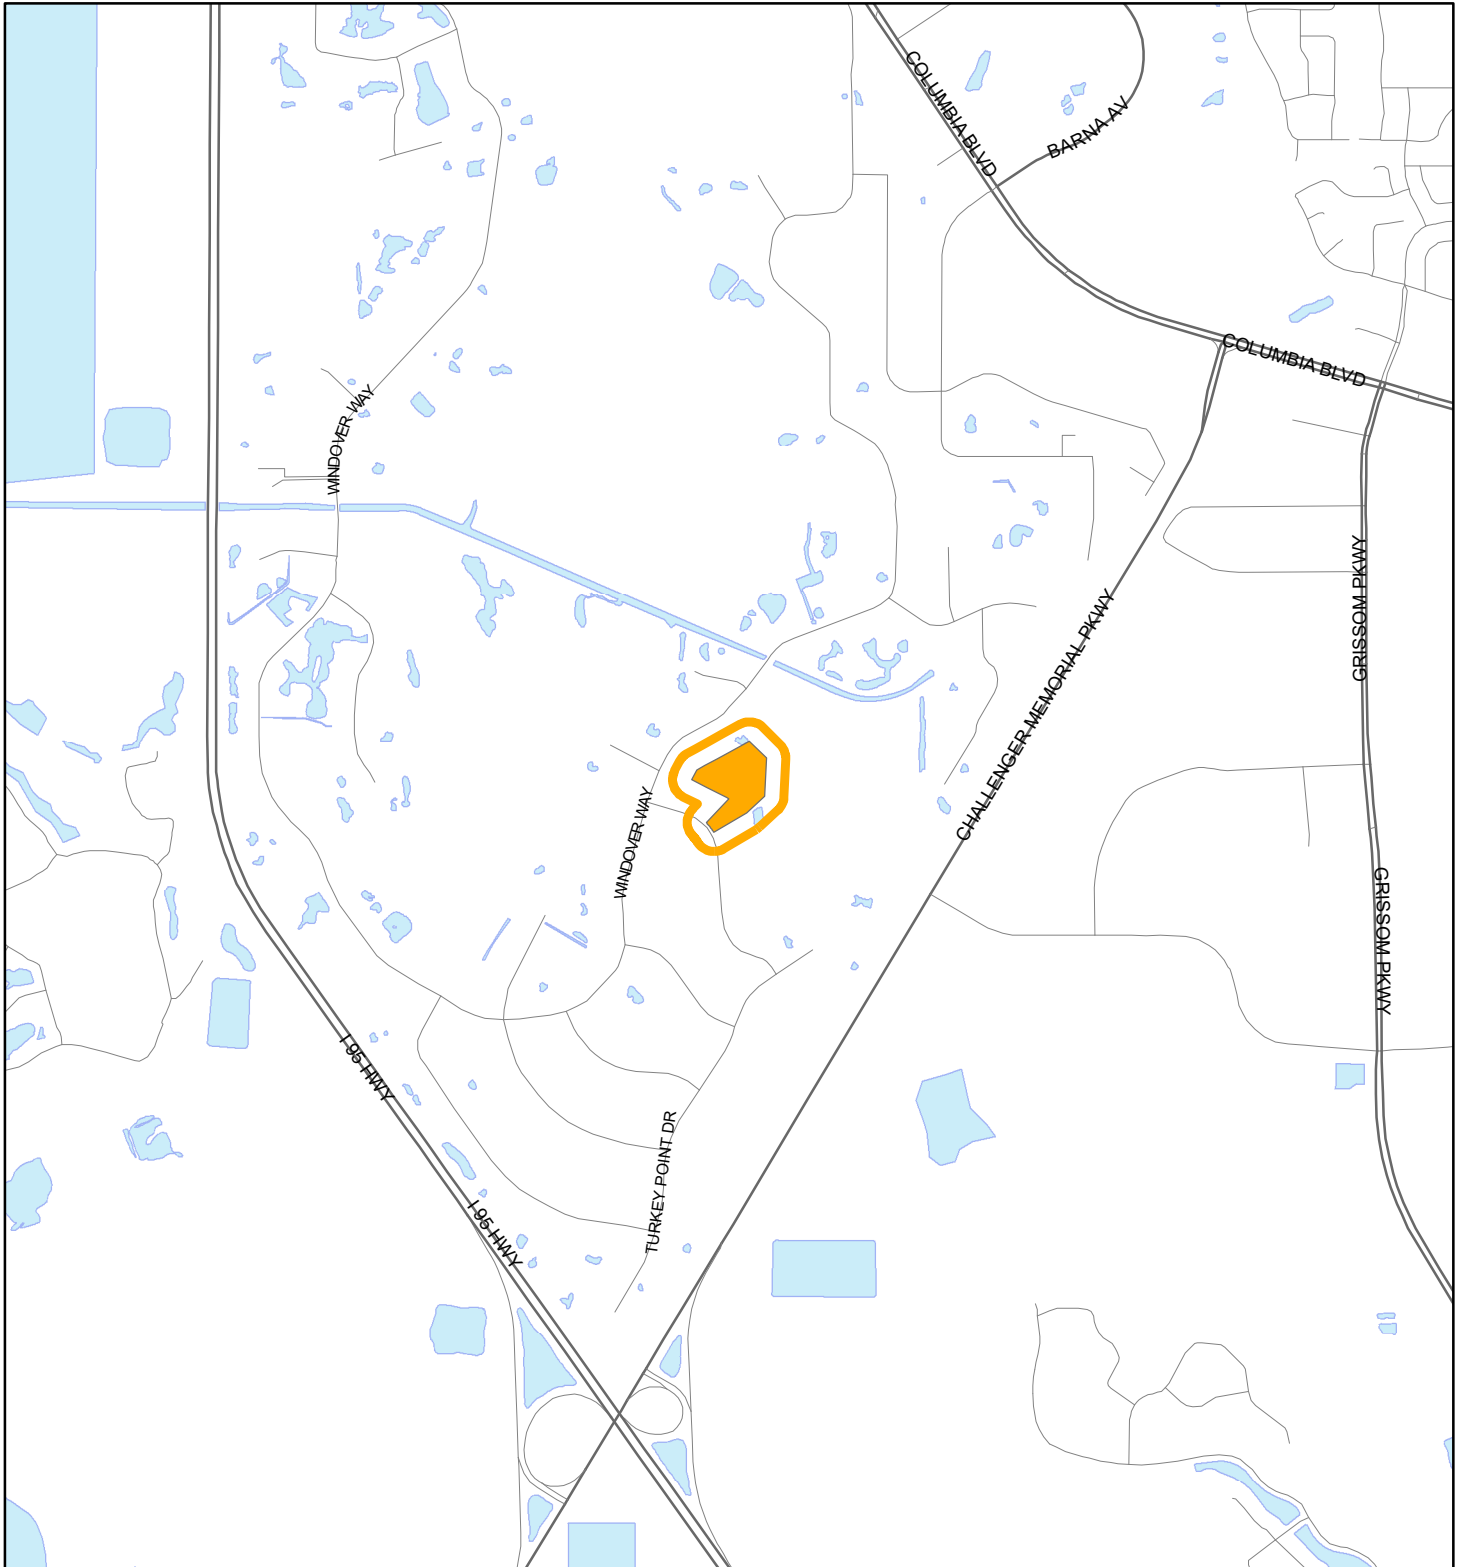 COLUMBIA BLVD
BARNA AV
COLUMBIA BLVD
WINDOVER WAY
GRISSOM PKWY
CHALLENGER MEMORIAL PKWY
WINDOVER WAY
GRISSOM PKWY
I 95 HWY
TURKEY POINT DR
I 95 HWY